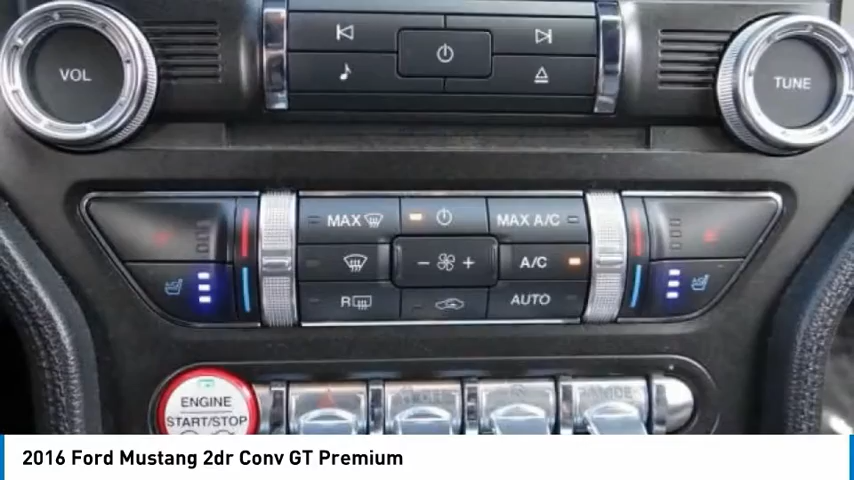 VOL
TUNE
MAX
MAX A/C
A/C
R
AUTO
ENGINE
START/STOP
2016 Ford Mustang 2dr Conv GT Premium